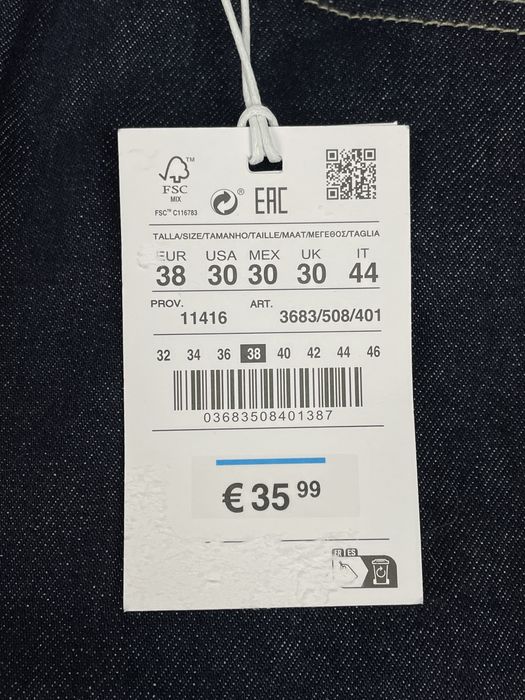 FSC™
MIX
FSC™ C116783
®
EAC
TALLA/SIZE/TAMANHO/TAILLE/MAAT/ΜΕΓΕΘΟΣ/TAGLIA
EUR USA MEX UK IT
38 30 30 30 44
PROV. ART.
11416 3683/508/401
32 34 36 38 40 42 44 46
03683508401387
€ 35 99
FR ES